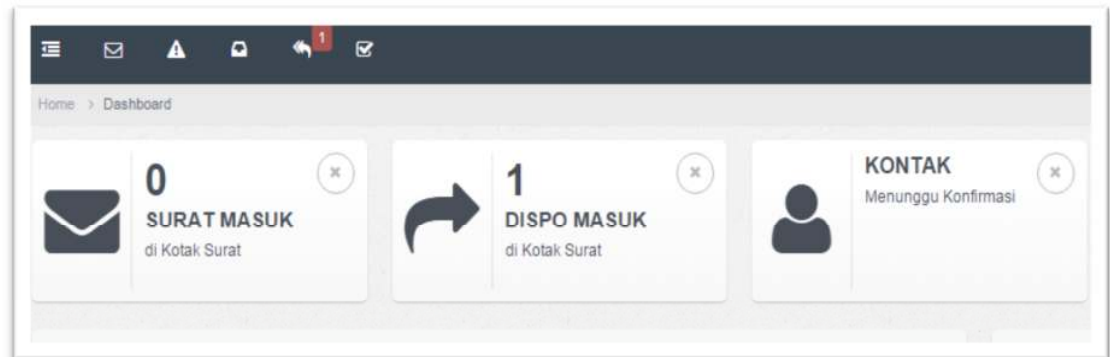 1
Home > Dashboard
0
SURAT MASUK
di Kotak Surat
1
DISPO MASUK
di Kotak Surat
KONTAK
Menunggu Konfirmasi